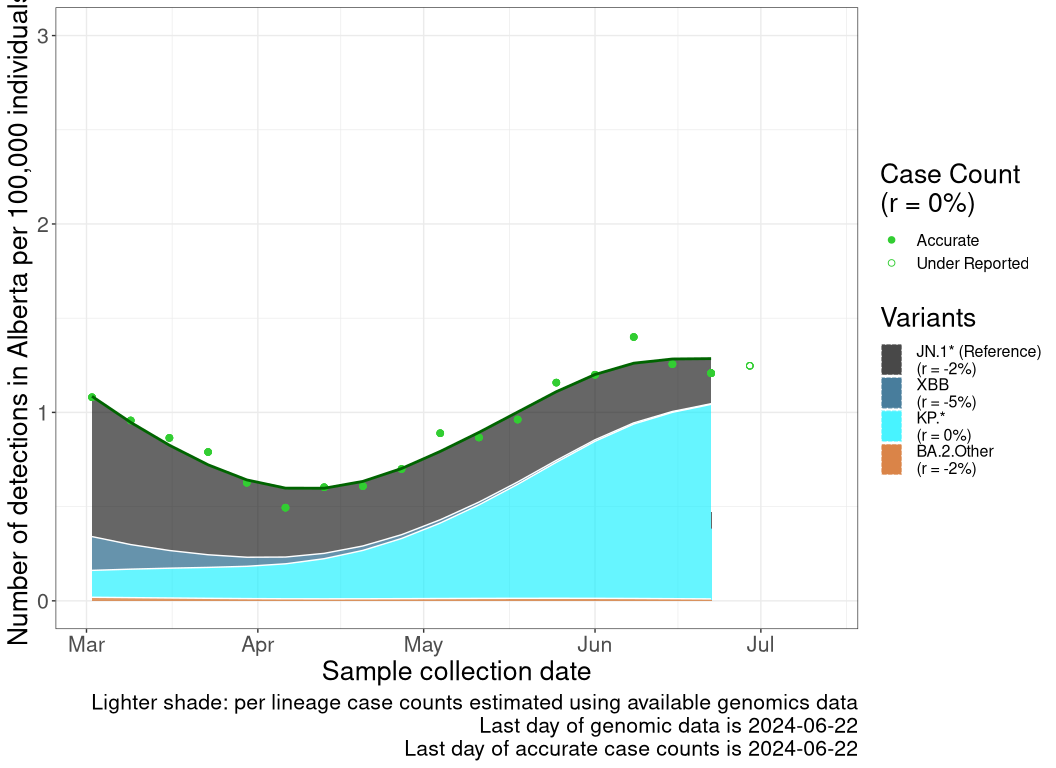 Number of detections in Alberta per 100,000 individuals
3
2
1
0
Mar
Apr
May
Jun
Jul
Sample collection date
Lighter shade: per lineage case counts estimated using available genomics data
Last day of genomic data is 2024-06-22
Last day of accurate case counts is 2024-06-22
Case Count
(r = 0%)
Accurate
Under Reported
Variants
JN.1* (Reference)
(r = -2%)
XBB
(r = -5%)
KP.*
(r = 0%)
BA.2.Other
(r = -2%)